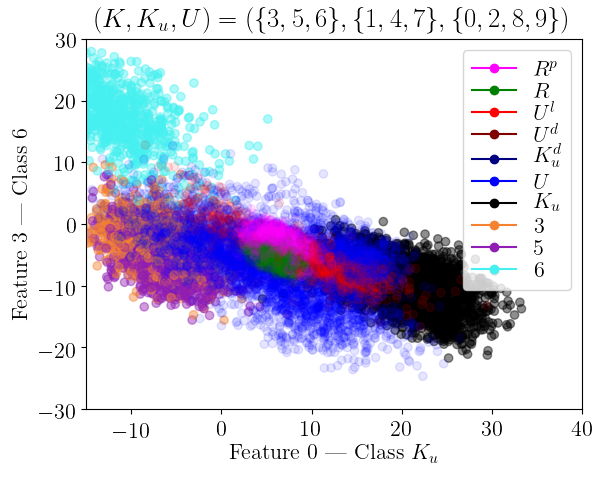 (K, K_u, U) = ({3, 5, 6}, {1, 4, 7}, {0, 2, 8, 9})
30
20
10
0
−10
−20
−30
−10
0
10
20
30
40
Feature 3 — Class 6
Feature 0 — Class K_u
R^p
R
U^l
U^d
K_u^d
U
K_u
3
5
6